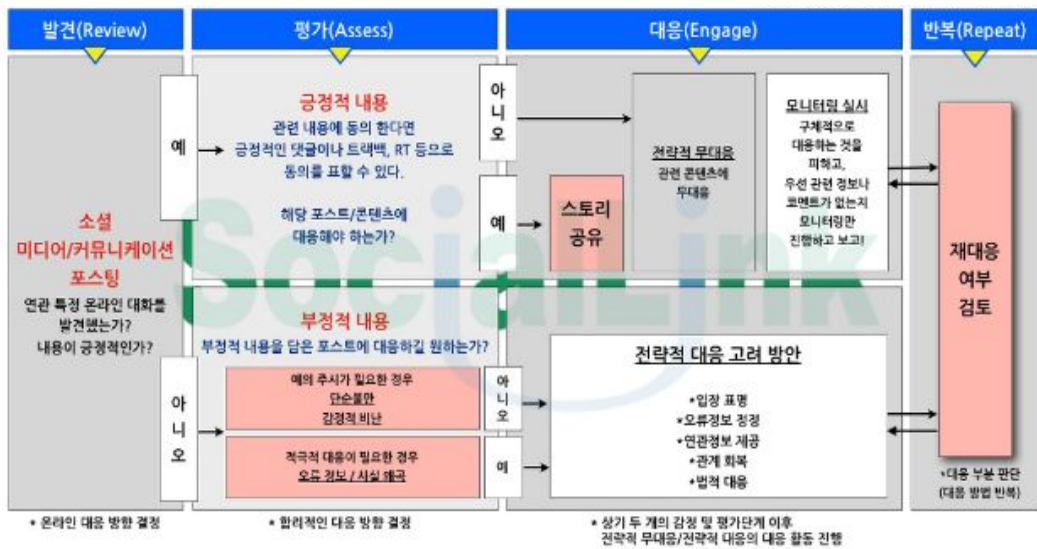 발견(Review)
평가(Assess)
대응(Engage)
반복(Repeat)
소셜
미디어/커뮤니케이션
포스팅
연관 특정 온라인 대화를
발견했는가?
내용이 긍정적인가?
예
아니오
긍정적 내용
관련 내용에 동의 한다면
긍정적인 댓글이나 트랙백, RT 등으로
동의를 표할 수 있다.
해당 포스트/콘텐츠에
대응해야 하는가?
아니오
예
스토리
공유
전략적 무대응
관련 콘텐츠에
무대응
모니터링 실시
구체적으로
대응하는 것을
피하고,
우선 관련 정보나
코멘트가 없는지
모니터링만
진행하고 보고!
부정적 내용
부정적 내용을 담은 포스트에 대응하길 원하는가?
예의 주시가 필요한 경우
단순불만
감정적 비난
적극적 대응이 필요한 경우
오류 정보 / 사실 왜곡
아니오
예
전략적 대응 고려 방안
*입장 표명
*오류정보 정정
*연관정보 제공
*관계 회복
*법적 대응
재대응
여부
검토
*대응 부분 판단
(대응 방법 반복)
* 온라인 대응 방향 결정
* 합리적인 대응 방향 결정
* 상기 두 개의 감정 및 평가단계 이후
전략적 무대응/전략적 대응의 대응 활동 진행
SocialLink